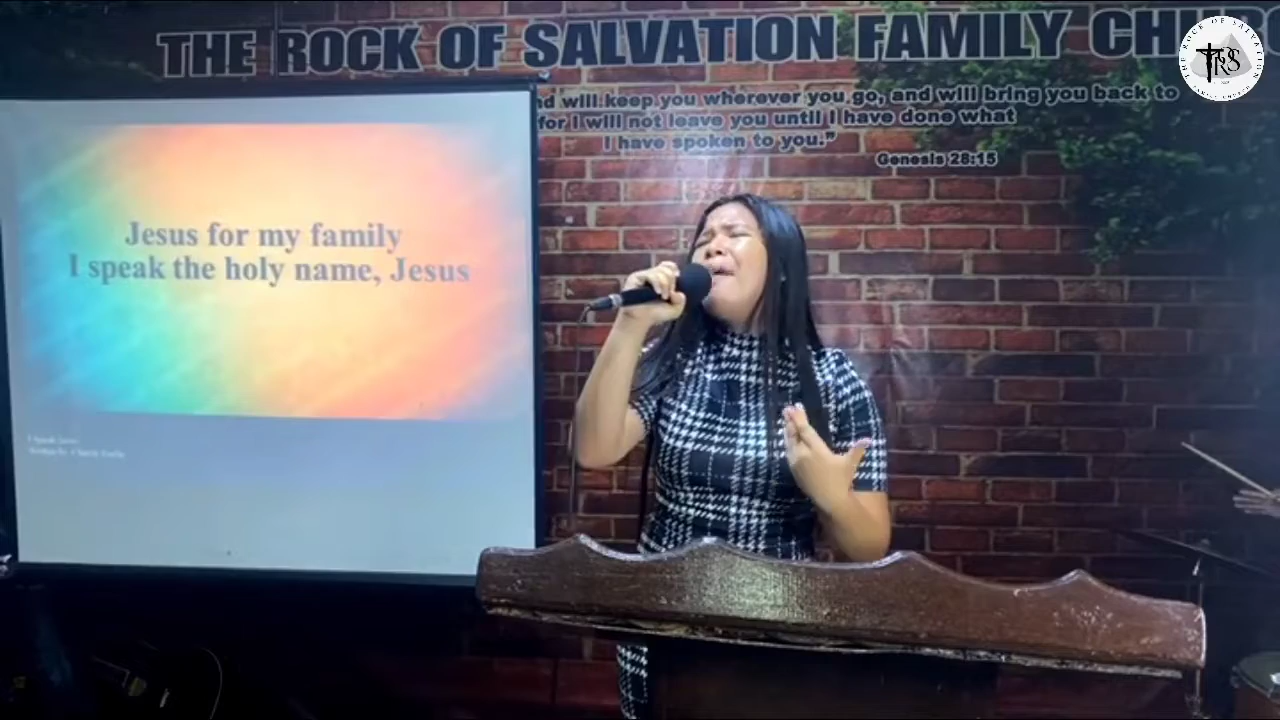 THE ROCK OF SALVATION FAMILY
will keep you wherever you go, and will bring you back to
for I will not leave you until I have done what
I have spoken to you."
Genesis 28:15
Jesus for my family
I speak the holy name, Jesus